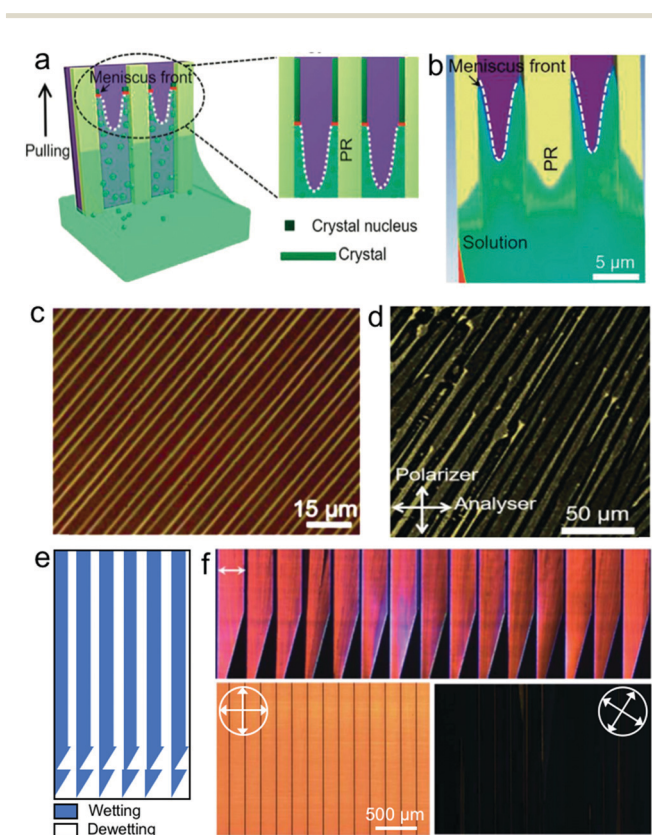 a
Meniscus front
Pulling
PR
Crystal nucleus
Crystal
b
Meniscus front
PR
Solution
5 μm
c
15 μm
d
Polarizer
Analyser
50 μm
e
Wetting
Dewetting
f
500 μm